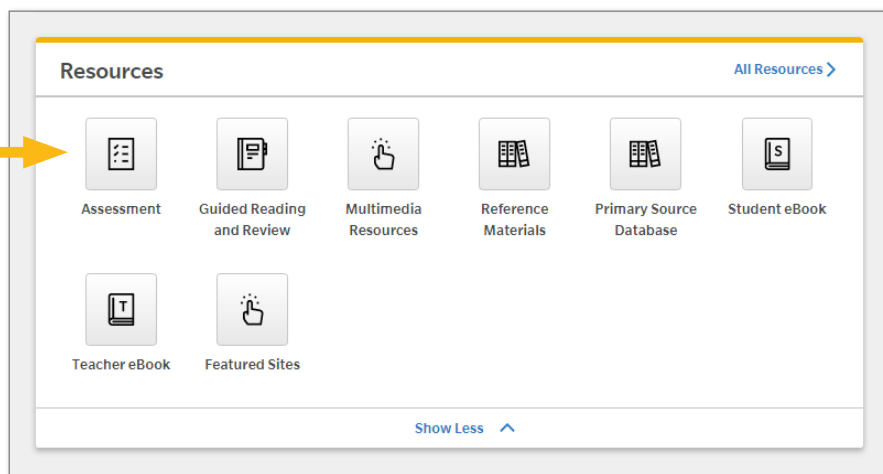 Resources
All Resources
S
Assessment
Guided Reading
and Review
Multimedia
Resources
Reference
Materials
Primary Source
Database
Student eBook
T
Teacher eBook
Featured Sites
Show Less